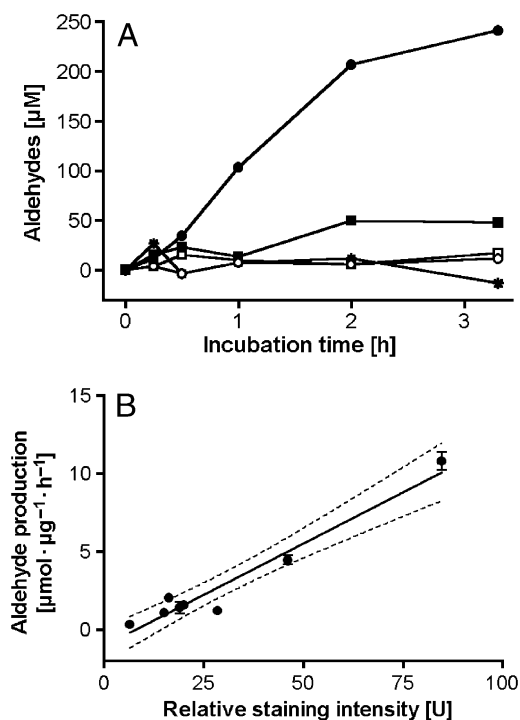 A
250
200
150
100
50
0
Aldehydes [µM]
0 1 2 3
Incubation time [h]
B
15
10
5
0
Aldehyde production
[µmol·µg⁻¹·h⁻¹]
0 25 50 75 100
Relative staining intensity [U]